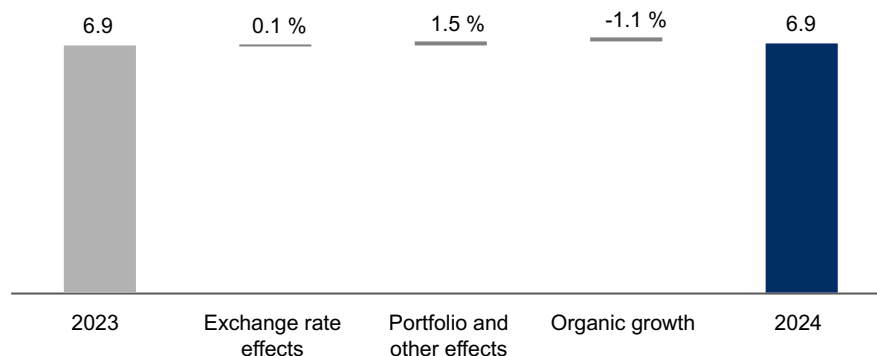 6.9
0.1 %
1.5 %
-1.1 %
6.9
2023
Exchange rate
effects
Portfolio and
other effects
Organic growth
2024